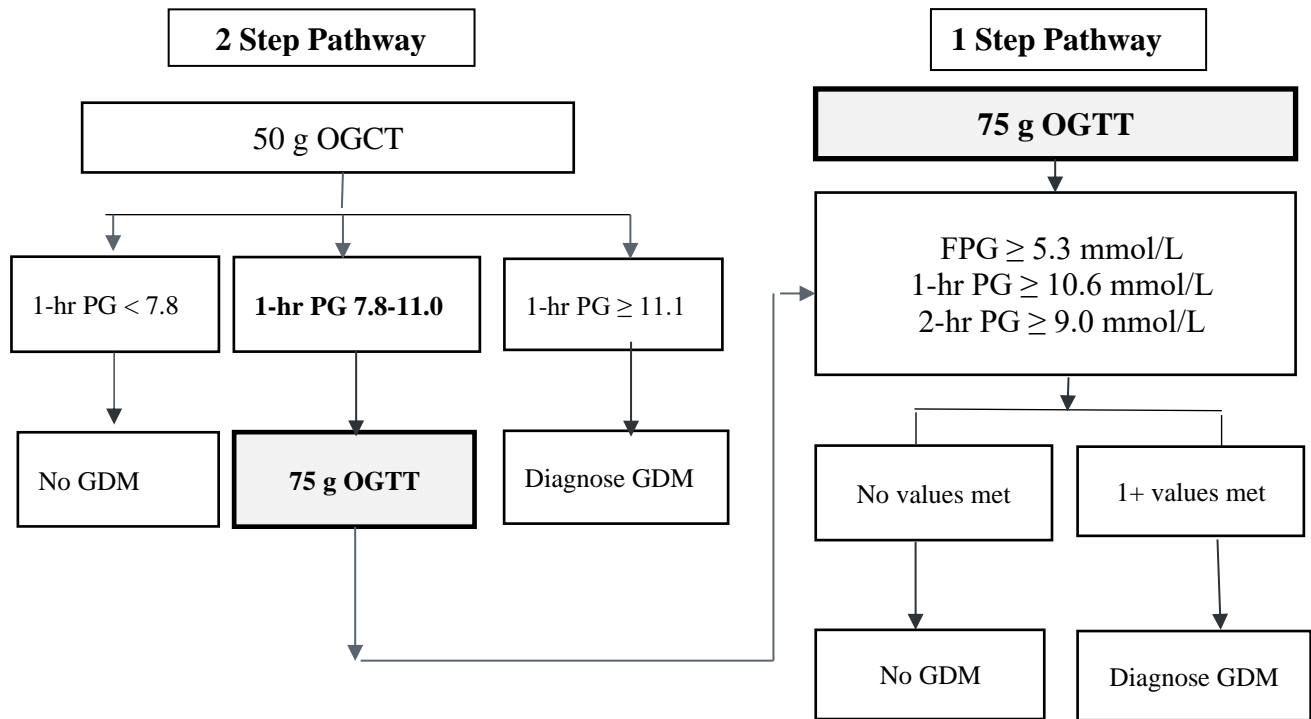 2 Step Pathway
50 g OGCT
1-hr PG < 7.8
1-hr PG 7.8-11.0
1-hr PG ≥ 11.1
No GDM
75 g OGTT
Diagnose GDM
1 Step Pathway
75 g OGTT
FPG ≥ 5.3 mmol/L
1-hr PG ≥ 10.6 mmol/L
2-hr PG ≥ 9.0 mmol/L
No values met
1+ values met
No GDM
Diagnose GDM